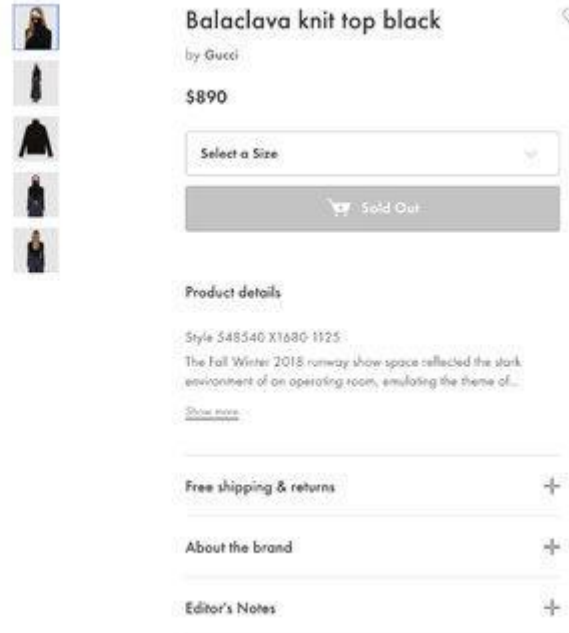 Balaclava knit top black
by Gucci
$890
Select a Size
Sold Out
Product details
Style 548540 X1680 1125
The Fall Winter 2018 runway show space reflected the stark
environment of an operating room, emulating the theme of...
Show more
Free shipping & returns
About the brand
Editor's Notes